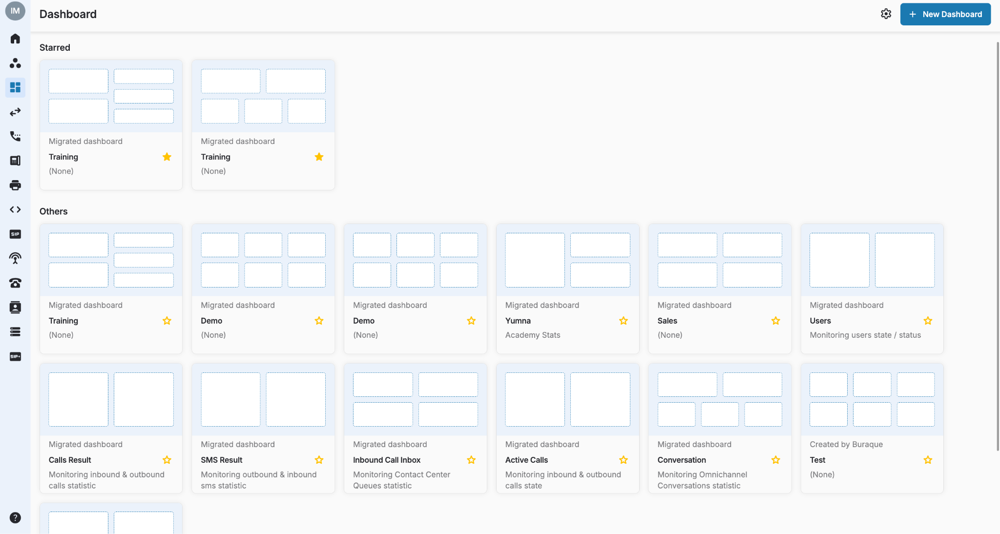 IM
Dashboard
New Dashboard
Starred
Migrated dashboard
Training
(None)
Migrated dashboard
Training
(None)
Others
Migrated dashboard
Training
(None)
Migrated dashboard
Demo
(None)
Migrated dashboard
Demo
(None)
Migrated dashboard
Yumna
Academy Stats
Migrated dashboard
Sales
(None)
Migrated dashboard
Users
Monitoring users state / status
Migrated dashboard
Calls Result
Monitoring inbound & outbound
calls statistic
Migrated dashboard
SMS Result
Monitoring outbound & inbound
sms statistic
Migrated dashboard
Inbound Call Inbox
Monitoring Contact Center
Queues statistic
Migrated dashboard
Active Calls
Monitoring inbound & outbound
calls state
Migrated dashboard
Conversation
Monitoring Omnichannel
Conversations statistic
Created by Buraque
Test
(None)
SIP
SIP+
?